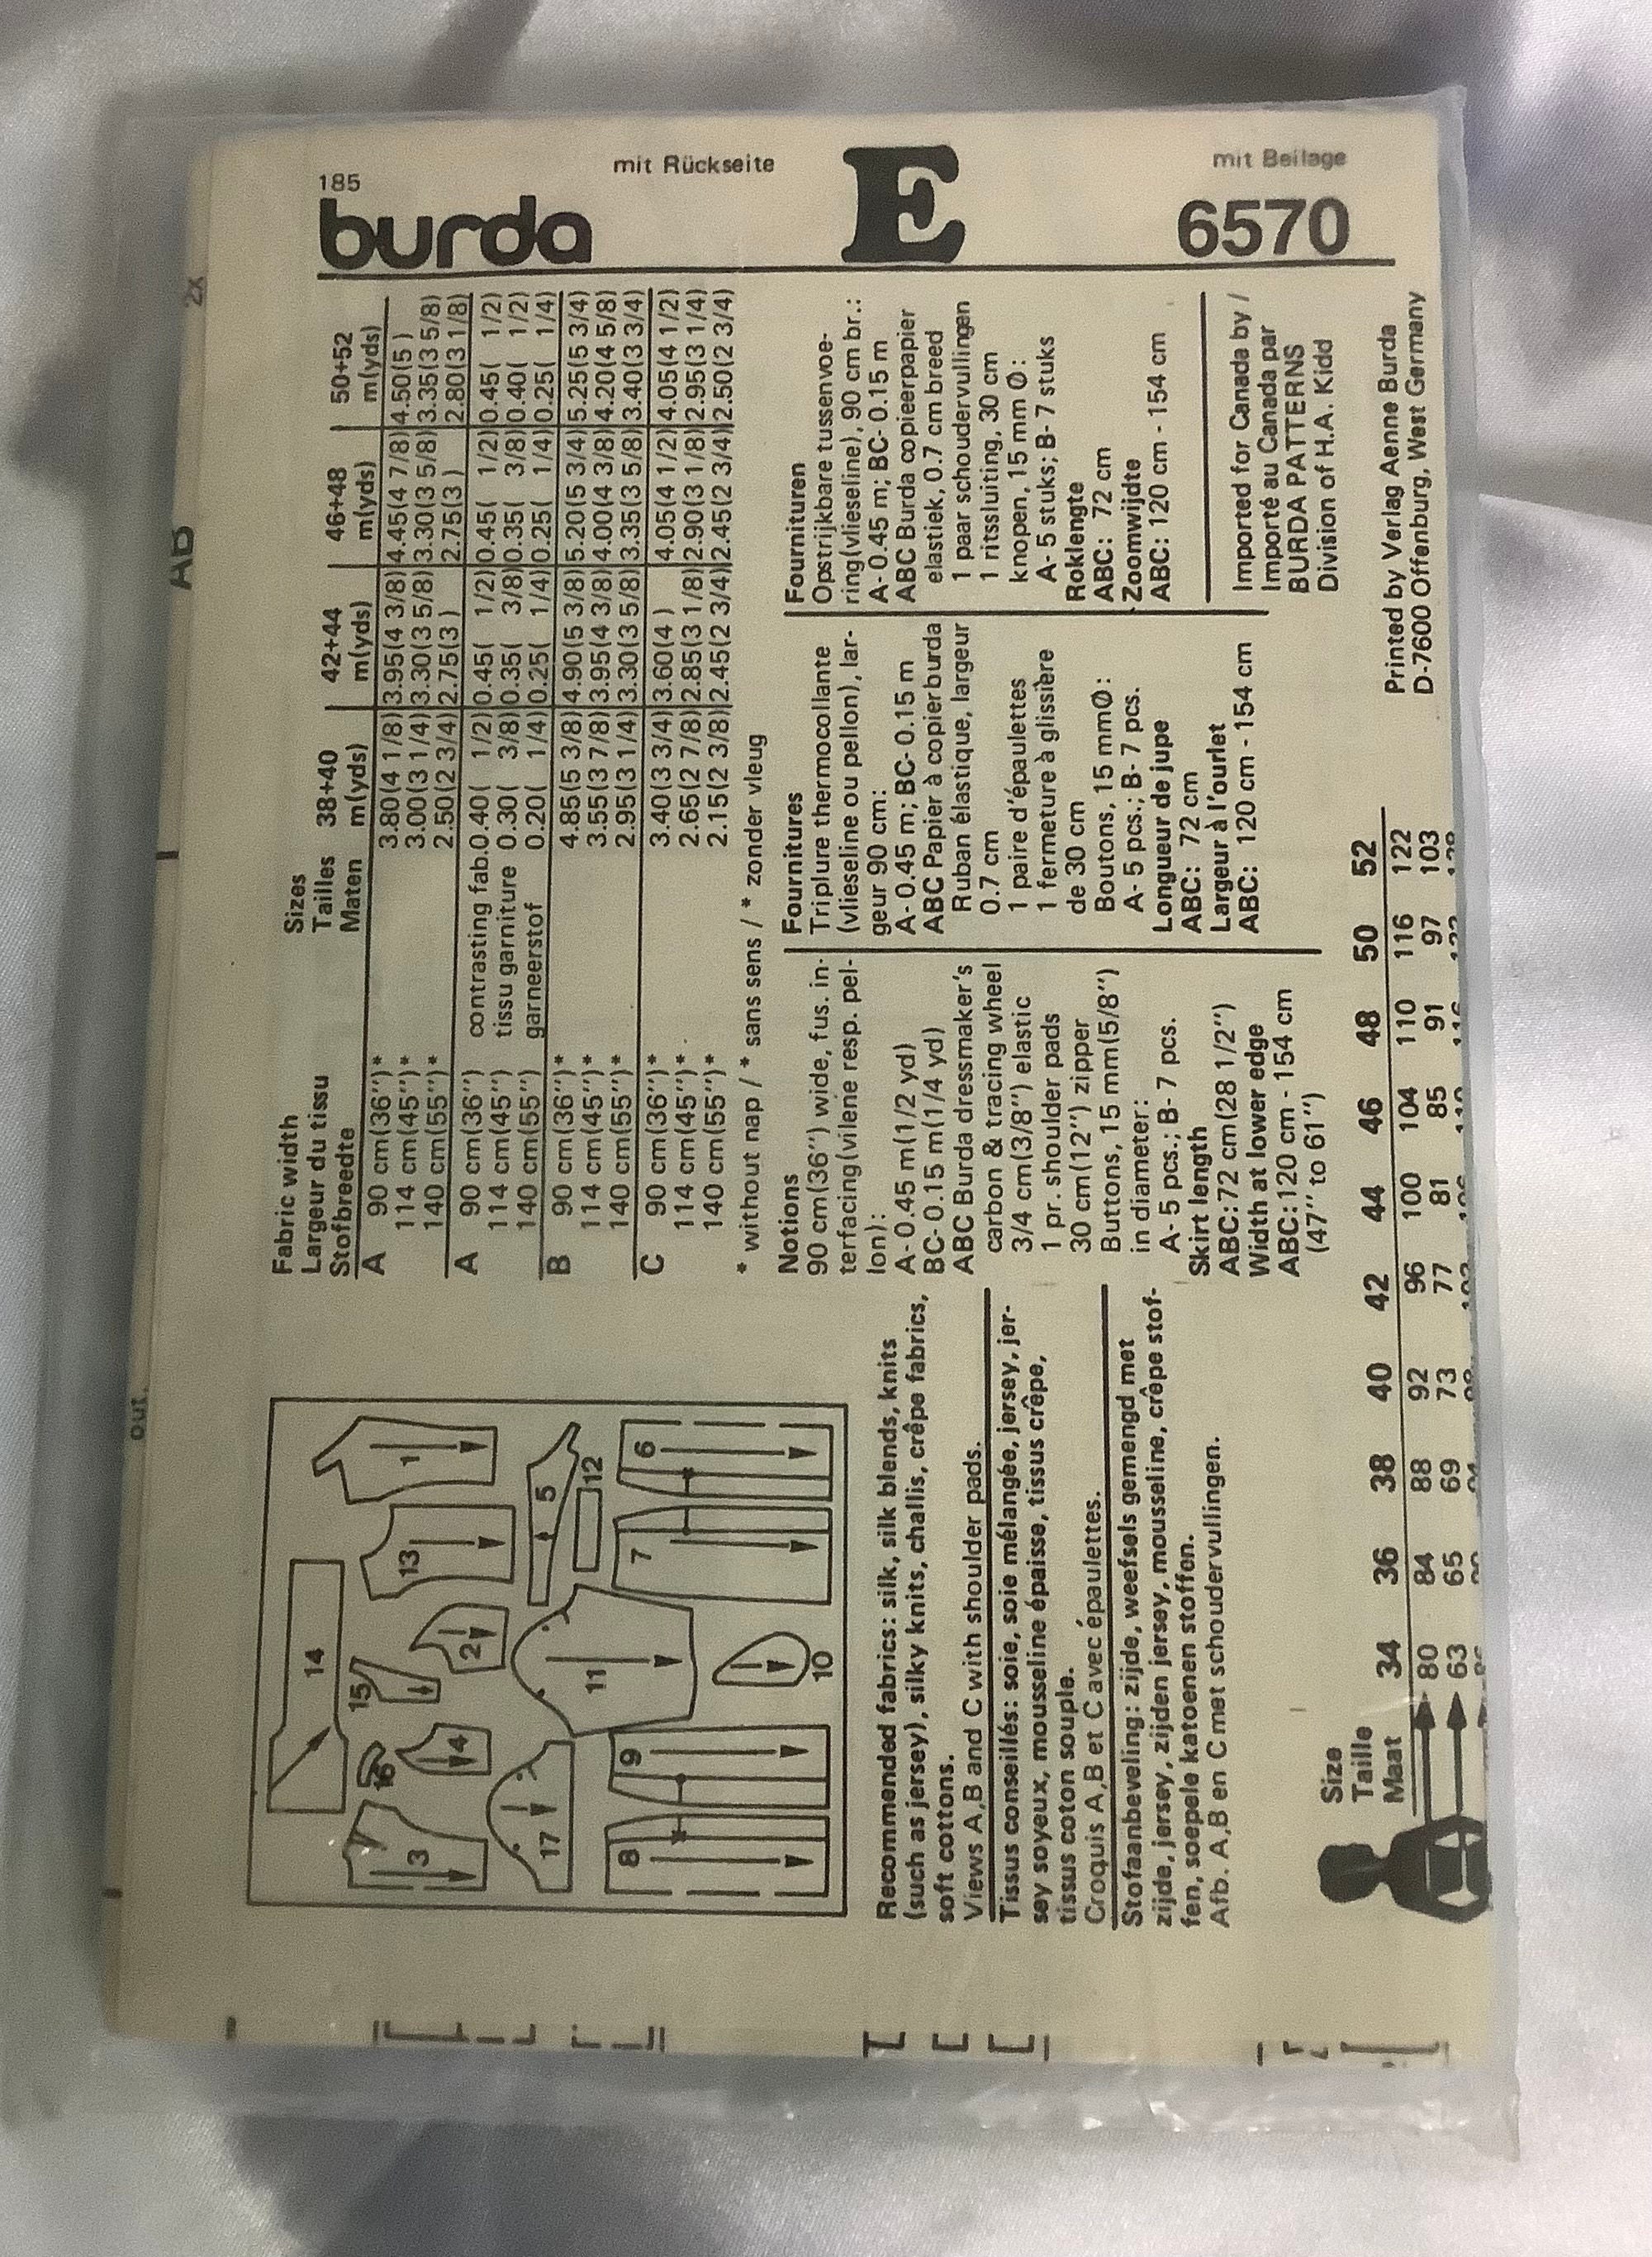 AB
2x
out.
185
burda
mit Rückseite
E
mit Beilage
6570
14
15
16
13
1
2
3
4
5
12
17
11
10
8
9
7
6
Recommended fabrics: silk, silk blends, knits
(such as jersey), silky knits, challis, crêpe fabrics,
soft cottons.
Views A,B and C with shoulder pads.
Tissus conseillés: soie, soie mélangée, jersey, jer-
sey soyeux, mousseline épaisse, tissus crêpe,
tissus coton souple.
Croquis A,B et C avec épaulettes.
Stofaanbeveling: zijde, weefsels gemengd met
zijde, jersey, zijden jersey, mousseline, crêpe stof-
fen, soepele katoenen stoffen.
Afb. A,B en C met schoudervullingen.
Fabric width Sizes
Largeur du tissu Tailles 38+40 42+44 46+48 50+52
Stofbreedte Maten m(yds) m(yds) m(yds) m(yds)
A 90 cm(36'')* 3.80(4 1/8) 3.95(4 3/8) 4.45(4 7/8) 4.50(5 )
114 cm(45'')* 3.00(3 1/4) 3.30(3 5/8) 3.30(3 5/8) 3.35(3 5/8)
140 cm(55'')* 2.50(2 3/4) 2.75(3 ) 2.75(3 ) 2.80(3 1/8)
A 90 cm(36'') contrasting fab. 0.40( 1/2) 0.45( 1/2) 0.45( 1/2) 0.45( 1/2)
114 cm(45'') tissu garniture 0.30( 3/8) 0.35( 3/8) 0.35( 3/8) 0.40( 1/2)
140 cm(55'') garneerstof 0.20( 1/4) 0.25( 1/4) 0.25( 1/4) 0.25( 1/4)
B 90 cm(36'')* 4.85(5 3/8) 4.90(5 3/8) 5.20(5 3/4) 5.25(5 3/4)
114 cm(45'')* 3.55(3 7/8) 3.95(4 3/8) 4.00(4 3/8) 4.20(4 5/8)
140 cm(55'')* 2.95(3 1/4) 3.30(3 5/8) 3.35(3 5/8) 3.40(3 3/4)
C 90 cm(36'')* 3.40(3 3/4) 3.60(4 ) 4.05(4 1/2) 4.05(4 1/2)
114 cm(45'')* 2.65(2 7/8) 2.85(3 1/8) 2.90(3 1/8) 2.95(3 1/4)
140 cm(55'')* 2.15(2 3/8) 2.45(2 3/4) 2.45(2 3/4) 2.50(2 3/4)
* without nap / * sans sens / * zonder vleug
Notions
90 cm(36'') wide, fus. in-
terfacing(vilene resp. pel-
lon):
A- 0.45 m(1/2 yd)
BC- 0.15 m(1/4 yd)
ABC Burda dressmaker's
carbon & tracing wheel
3/4 cm(3/8'') elastic
1 pr. shoulder pads
30 cm(12'') zipper
Buttons, 15 mm(5/8'')
in diameter:
A- 5 pcs.; B- 7 pcs.
Skirt length
ABC:72 cm(28 1/2'')
Width at lower edge
ABC:120 cm - 154 cm
(47'' to 61'')
Fournitures
Triplure thermocollante
(vlieseline ou pellon), lar-
geur 90 cm:
A- 0.45 m; BC- 0.15 m
ABC Papier à copier burda
Ruban élastique, largeur
0.7 cm
1 paire d'épaulettes
1 fermeture à glissière
de 30 cm
Boutons, 15 mmØ:
A- 5 pcs.; B- 7 pcs.
Longueur de jupe
ABC: 72 cm
Largeur à l'ourlet
ABC: 120 cm - 154 cm
Fournituren
Opstrijkbare tussenvoe-
ring(vlieseline), 90 cm br.:
A- 0.45 m; BC- 0.15 m
ABC Burda copieerpapier
elastiek, 0.7 cm breed
1 paar schoudervullingen
1 ritssluiting, 30 cm
knopen, 15 mm Ø:
A- 5 stuks; B- 7 stuks
Roklengte
ABC: 72 cm
Zoomwijdte
ABC: 120 cm - 154 cm
Imported for Canada by /
Importé au Canada par
BURDA PATTERNS
Division of H.A. Kidd
Printed by Verlag Aenne Burda
D-7600 Offenburg, West Germany
Size
Taille
Maat 34 36 38 40 42 44 46 48 50 52
80 84 88 92 96 100 104 110 116 122
63 65 69 73 77 81 85 91 97 103